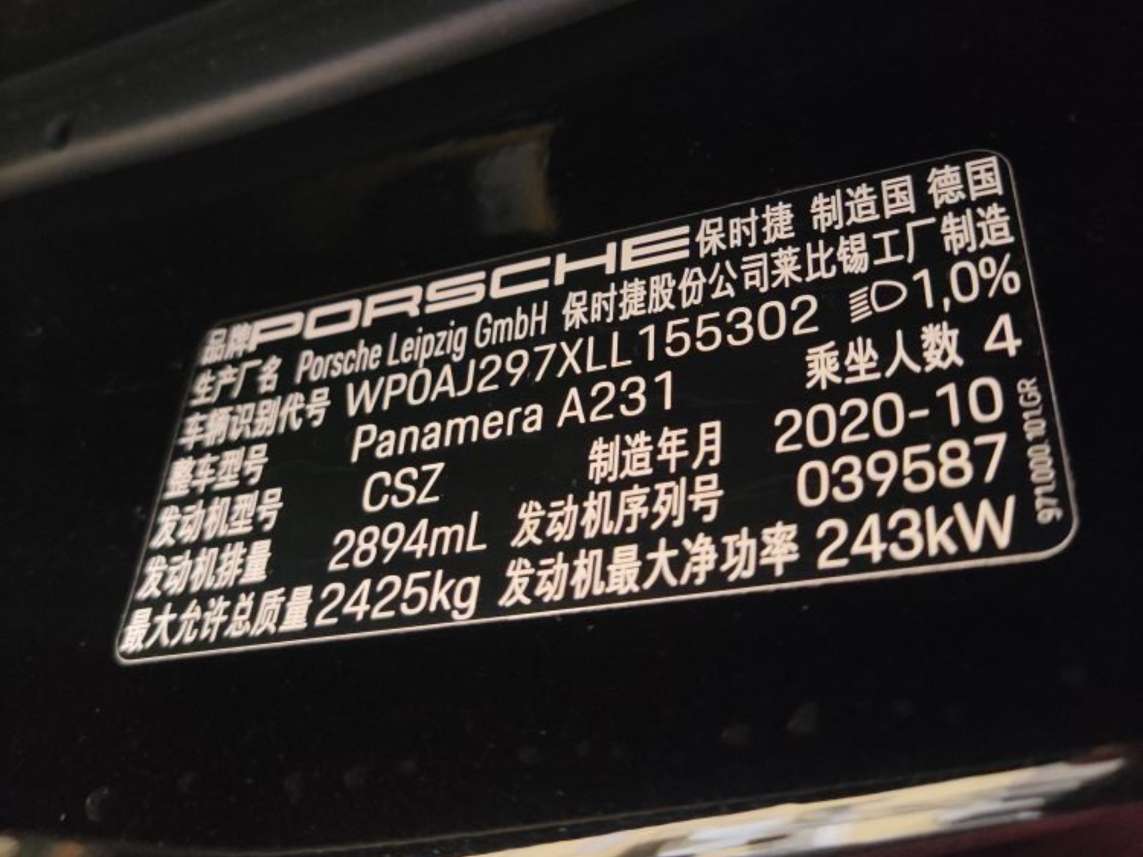 品牌 PORSCHE 保时捷 制造国 德国
生产厂名 Porsche Leipzig GmbH 保时捷股份公司莱比锡工厂制造
车辆识别代号 WP0AJ297XLL155302 1,0%
整车型号 Panamera A231 乘坐人数 4
发动机型号 CSZ 制造年月 2020-10
发动机排量 2894mL 发动机序列号 039587
最大允许总质量 2425kg 发动机最大净功率 243kW
971.000.101.GR